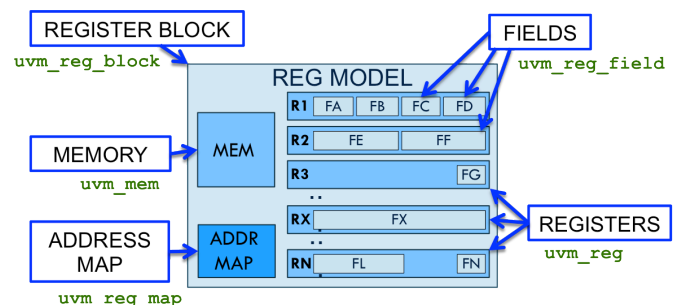 REGISTER BLOCK
uvm_reg_block
FIELDS
uvm_reg_field
REG MODEL
R1 FA FB FC FD
R2 FE FF
R3 FG
..
RX FX
..
RN FL FN
MEM
ADDR
MAP
MEMORY
uvm_mem
ADDRESS
MAP
uvm_reg_map
REGISTERS
uvm_reg